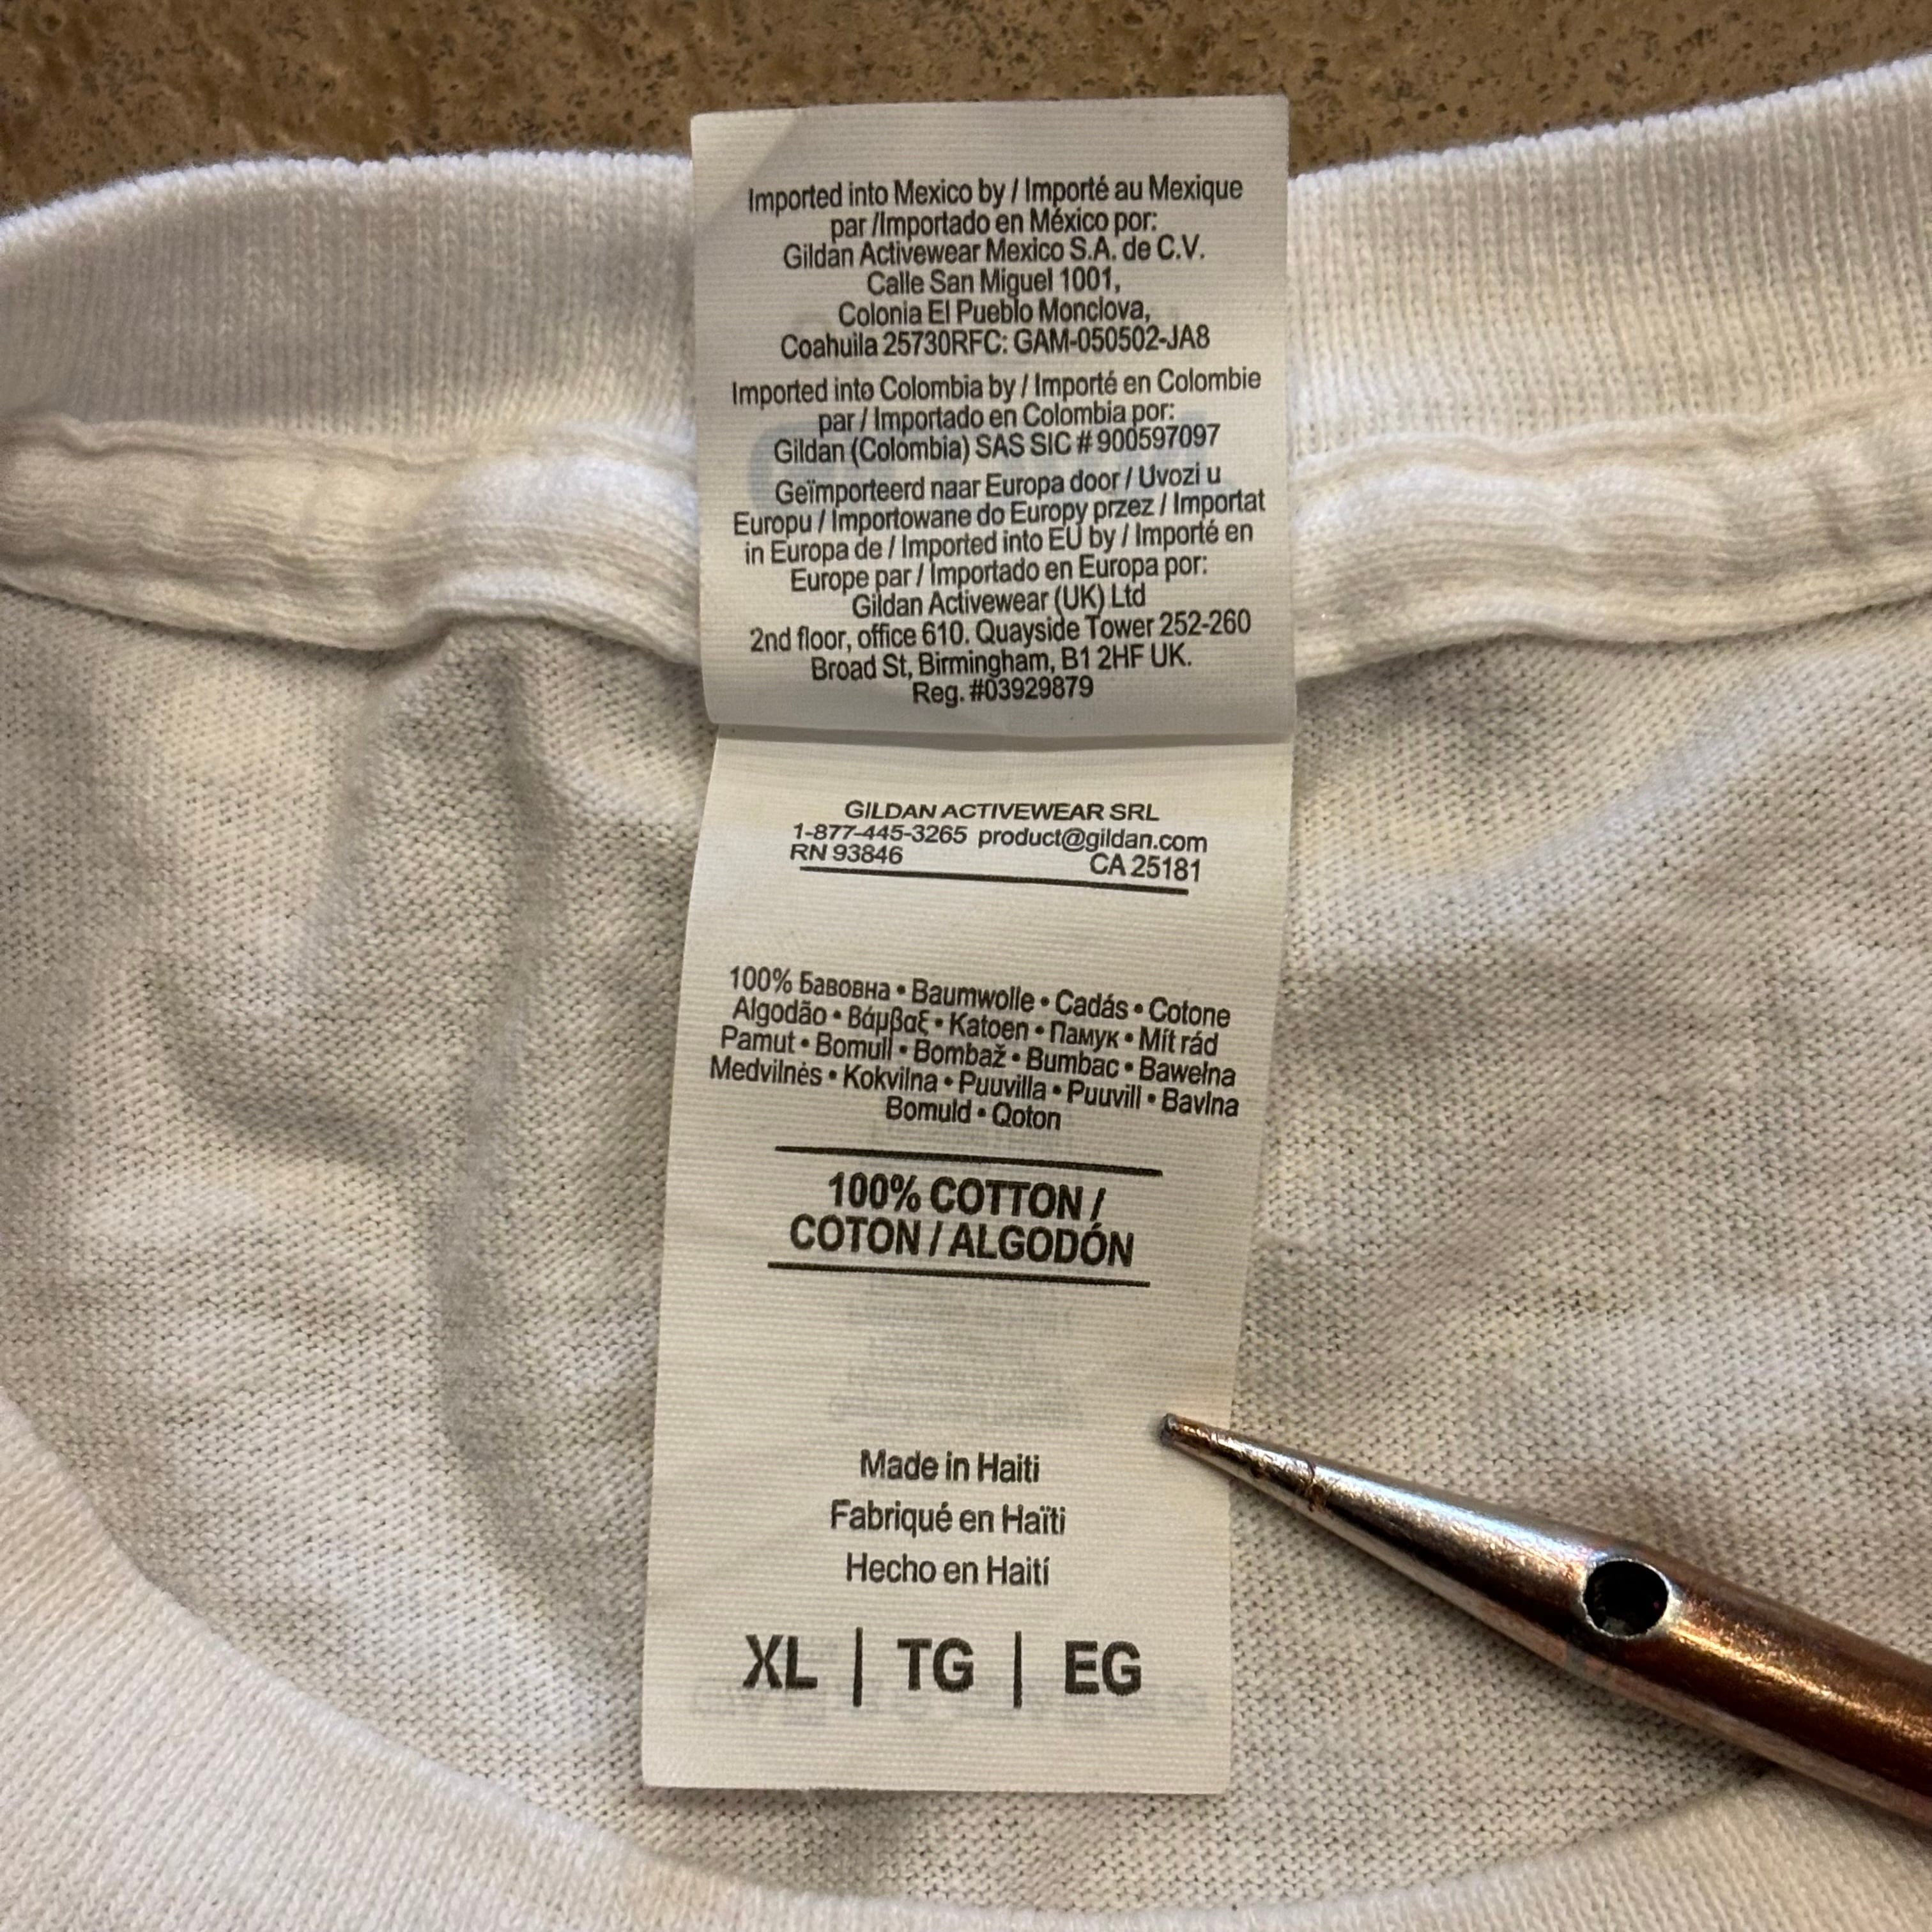 Imported into Mexico by / Importé au Mexique
par /Importado en México por:
Gildan Activewear Mexico S.A. de C.V.
Calle San Miguel 1001,
Colonia El Pueblo Monclova,
Coahuila 25730RFC: GAM-050502-JA8
Imported into Colombia by / Importé en Colombie
par / Importado en Colombia por:
Gildan (Colombia) SAS SIC # 900597097
Geïmporteerd naar Europa door / Uvozi u
Europu / Importowane do Europy przez / Importat
in Europa de / Imported into EU by / Importé en
Europe par / Importado en Europa por:
Gildan Activewear (UK) Ltd
2nd floor, office 610. Quayside Tower 252-260
Broad St, Birmingham, B1 2HF UK.
Reg. #03929879
GILDAN ACTIVEWEAR SRL
1-877-445-3265 product@gildan.com
RN 93846 CA 25181
100% Бавовна • Baumwolle • Cadás • Cotone
Algodão • Βάμβαξ • Katoen • Памук • Mít rád
Pamut • Bomull • Bombaž • Bumbac • Bawełna
Medvilnės • Kokvilna • Puuvilla • Puuvill • Bavlna
Bomuld • Qoton
100% COTTON /
COTON / ALGODÓN
Made in Haiti
Fabriqué en Haïti
Hecho en Haití
XL | TG | EG